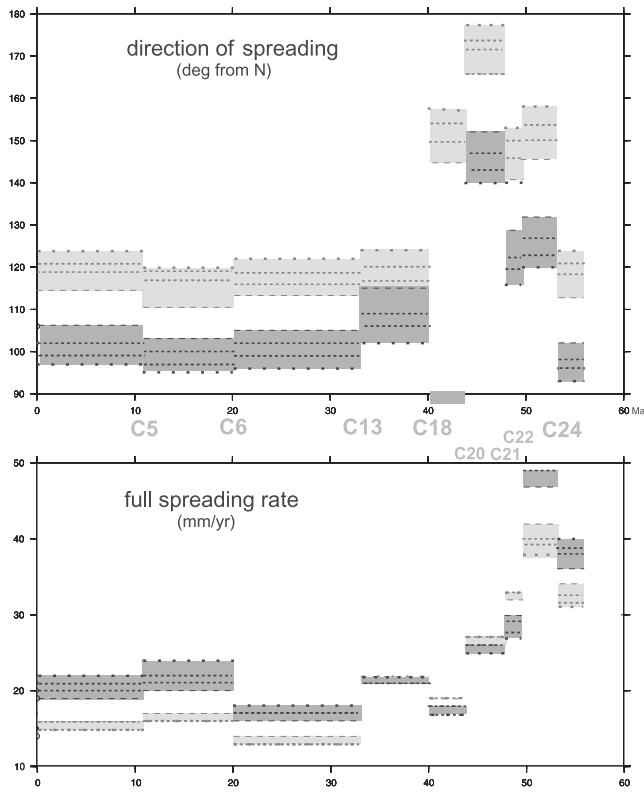 180
direction of spreading
(deg from N)
170
160
150
140
130
120
110
100
90
0 10 20 30 40 50 60 Ma
C5 C6 C13 C18 C22 C24
C20 C21
50
full spreading rate
(mm/yr)
40
30
20
10
0 10 20 30 40 50 60